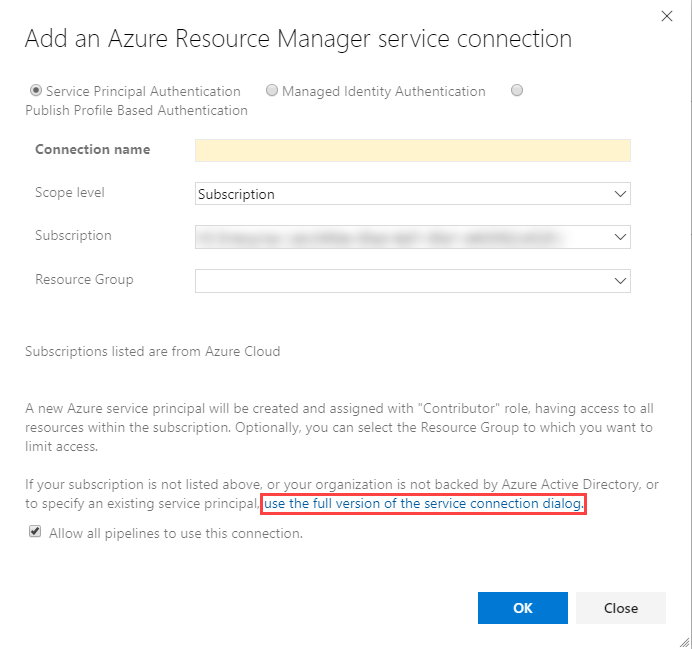 Add an Azure Resource Manager service connection
Service Principal Authentication Managed Identity Authentication
Publish Profile Based Authentication
Connection name
Scope level Subscription
Subscription
Resource Group
Subscriptions listed are from Azure Cloud
A new Azure service principal will be created and assigned with "Contributor" role, having access to all
resources within the subscription. Optionally, you can select the Resource Group to which you want to
limit access.
If your subscription is not listed above, or your organization is not backed by Azure Active Directory, or
to specify an existing service principal, use the full version of the service connection dialog.
Allow all pipelines to use this connection.
OK Close